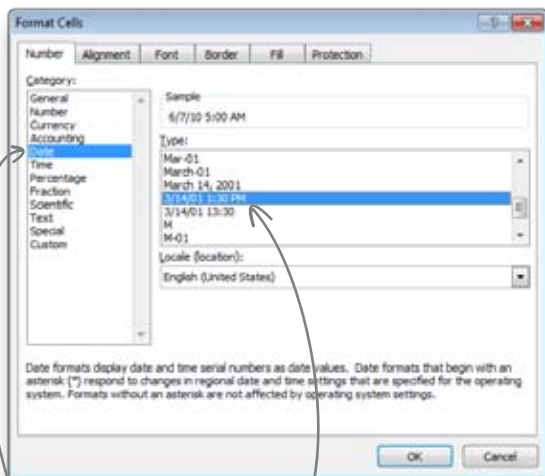 Format Cells
Number Alignment Font Border Fill Protection
Category:
General
Number
Currency
Accounting
Date
Time
Percentage
Fraction
Scientific
Text
Special
Custom
Sample
6/7/10 5:00 AM
Type:
Mar-01
March-01
March 14, 2001
3/14/01 1:30 PM
3/14/01 13:30
M
M-01
Locale (location):
English (United States)
Date formats display date and time serial numbers as date values. Date formats that begin with an
asterisk (*) respond to changes in regional date and time settings that are specified for the operating
system. Formats without an asterisk are not affected by operating system settings.
OK Cancel